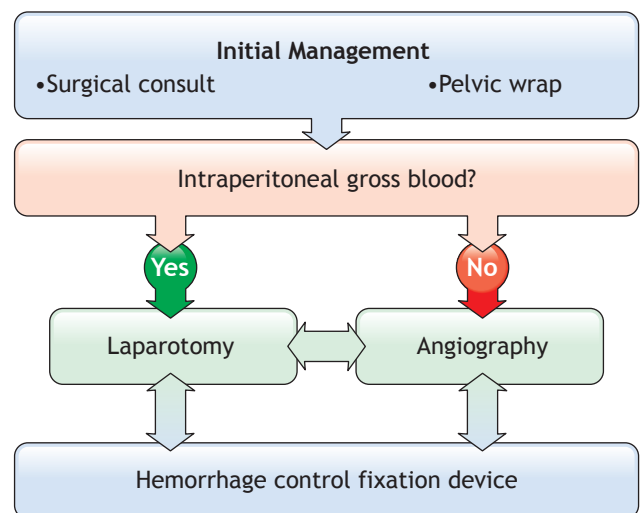 Initial Management
•Surgical consult •Pelvic wrap
Intraperitoneal gross blood?
Yes No
Laparotomy Angiography
Hemorrhage control fixation device